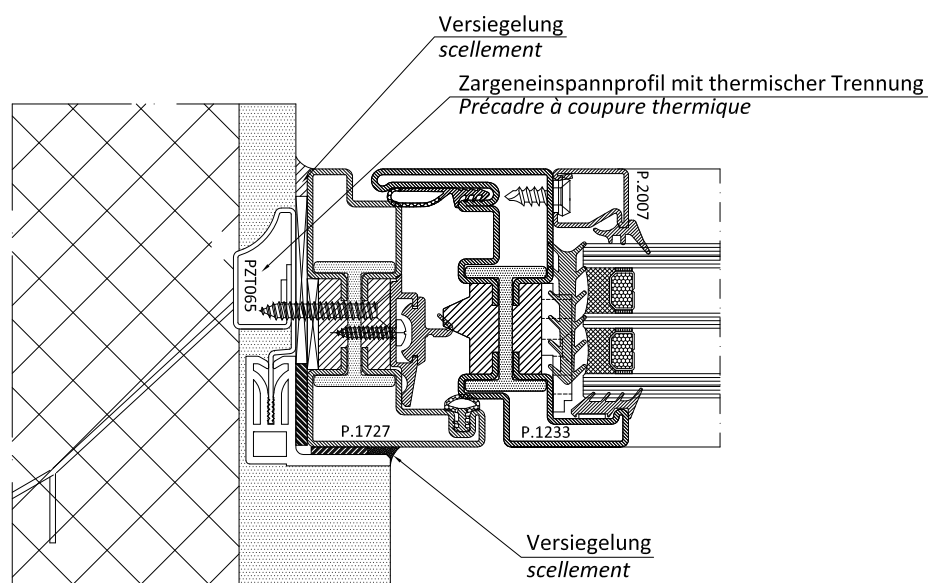 Versiegelung
scellement
Zargeneinspannprofil mit thermischer Trennung
Précadre à coupure thermique
P.2007
PZT065
P.1727
P.1233
Versiegelung
scellement